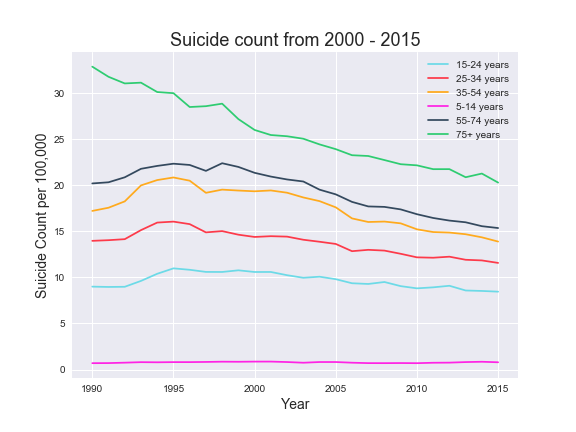 Suicide count from 2000 - 2015
15-24 years
25-34 years
35-54 years
5-14 years
55-74 years
75+ years
Suicide Count per 100,000
30
25
20
15
10
5
0
1990 1995 2000 2005 2010 2015
Year